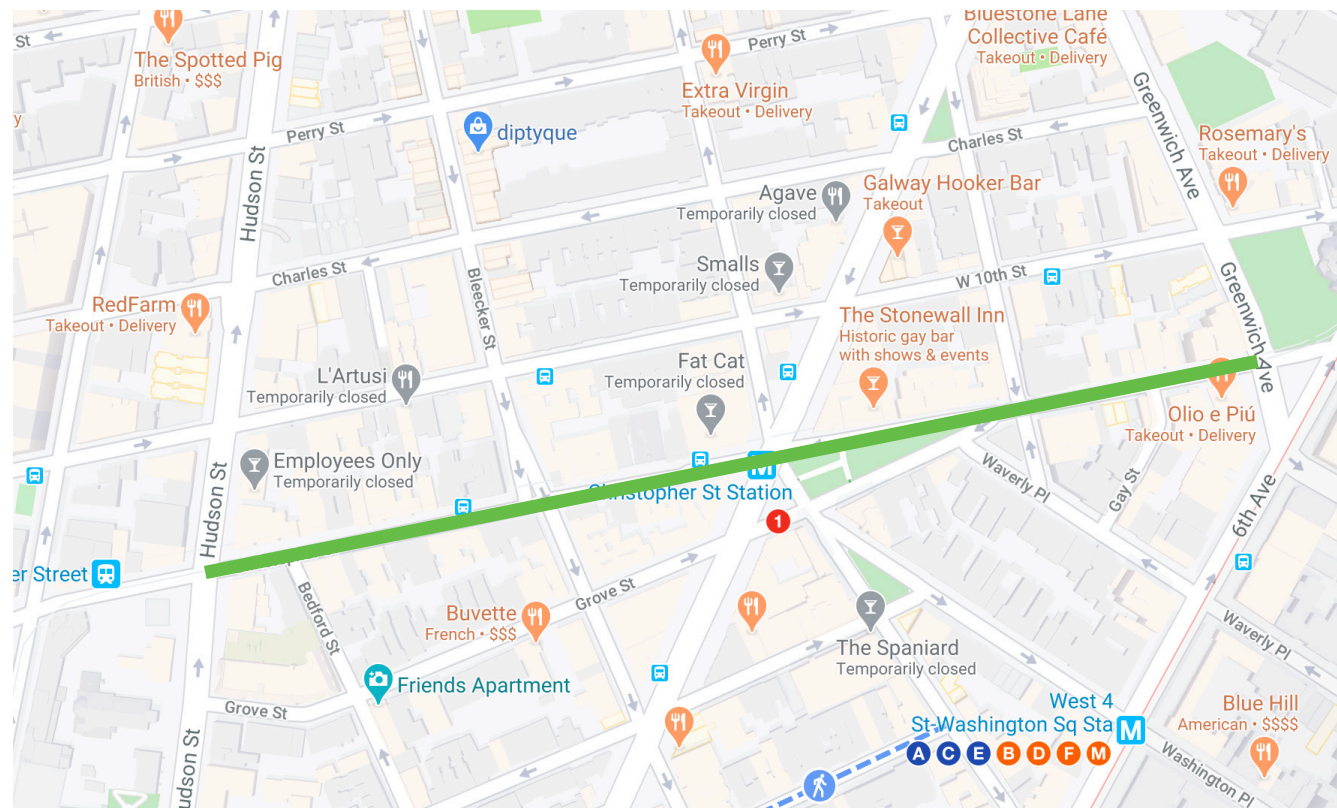 St
The Spotted Pig
British • $$$
Perry St
Extra Virgin
Takeout • Delivery
Bluestone Lane
Collective Café
Takeout • Delivery
Greenwich Ave
y
Perry St
diptyque
Charles St
Rosemary's
Takeout • Delivery
Hudson St
Agave
Temporarily closed
Galway Hooker Bar
Takeout
Charles St
Bleecker St
Smalls
Temporarily closed
W 10th St
Greenwich Ave
RedFarm
Takeout • Delivery
The Stonewall Inn
Historic gay bar
with shows & events
L'Artusi
Temporarily closed
Fat Cat
Temporarily closed
Olio e Piú
Takeout • Delivery
Employees Only
Temporarily closed
Hudson St
M
Christopher St Station
1
Waverly Pl
Gay St
6th Ave
er Street
Bedford St
Grove St
Buvette
French • $$$
The Spaniard
Temporarily closed
Waverly Pl
Friends Apartment
Grove St
West 4
St-Washington Sq Sta
M
A C E B D F M
Blue Hill
American • $$$$
Hudson St
Washington Pl